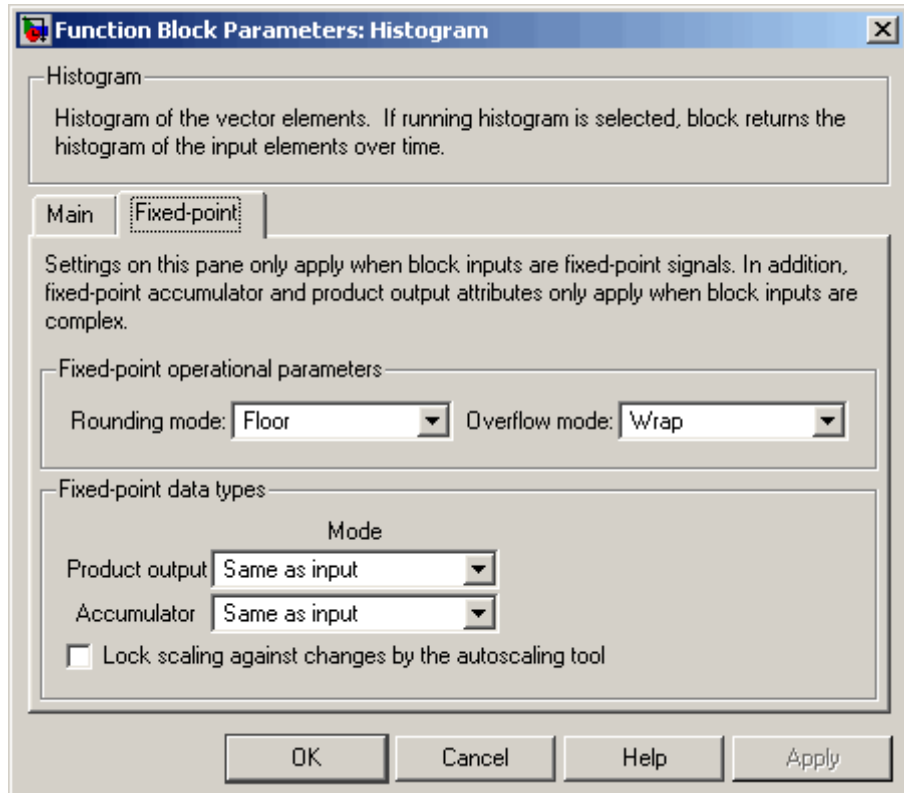 Function Block Parameters: Histogram
Histogram
Histogram of the vector elements. If running histogram is selected, block returns the
histogram of the input elements over time.
Main Fixed-point
Settings on this pane only apply when block inputs are fixed-point signals. In addition,
fixed-point accumulator and product output attributes only apply when block inputs are
complex.
Fixed-point operational parameters
Rounding mode: Floor Overflow mode: Wrap
Fixed-point data types
Mode
Product output Same as input
Accumulator Same as input
Lock scaling against changes by the autoscaling tool
OK Cancel Help Apply